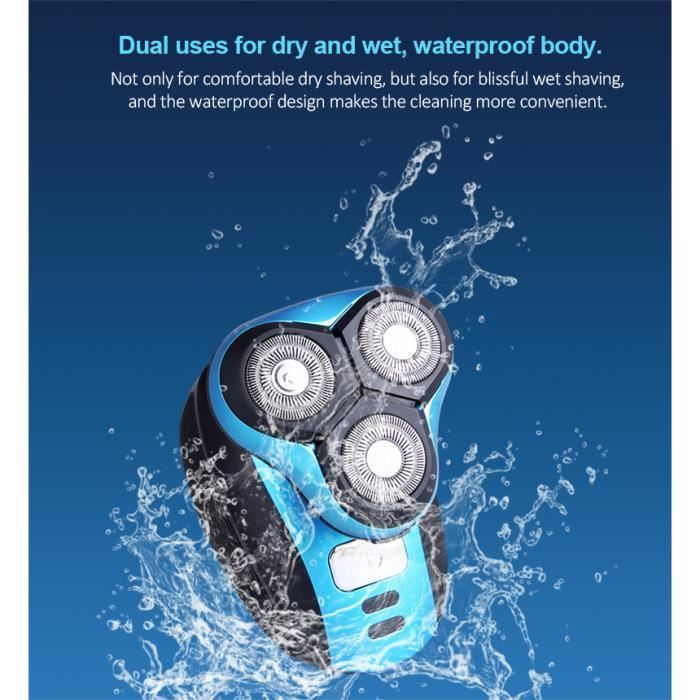 Dual uses for dry and wet, waterproof body.
Not only for comfortable dry shaving, but also for blissful wet shaving,
and the waterproof design makes the cleaning more convenient.